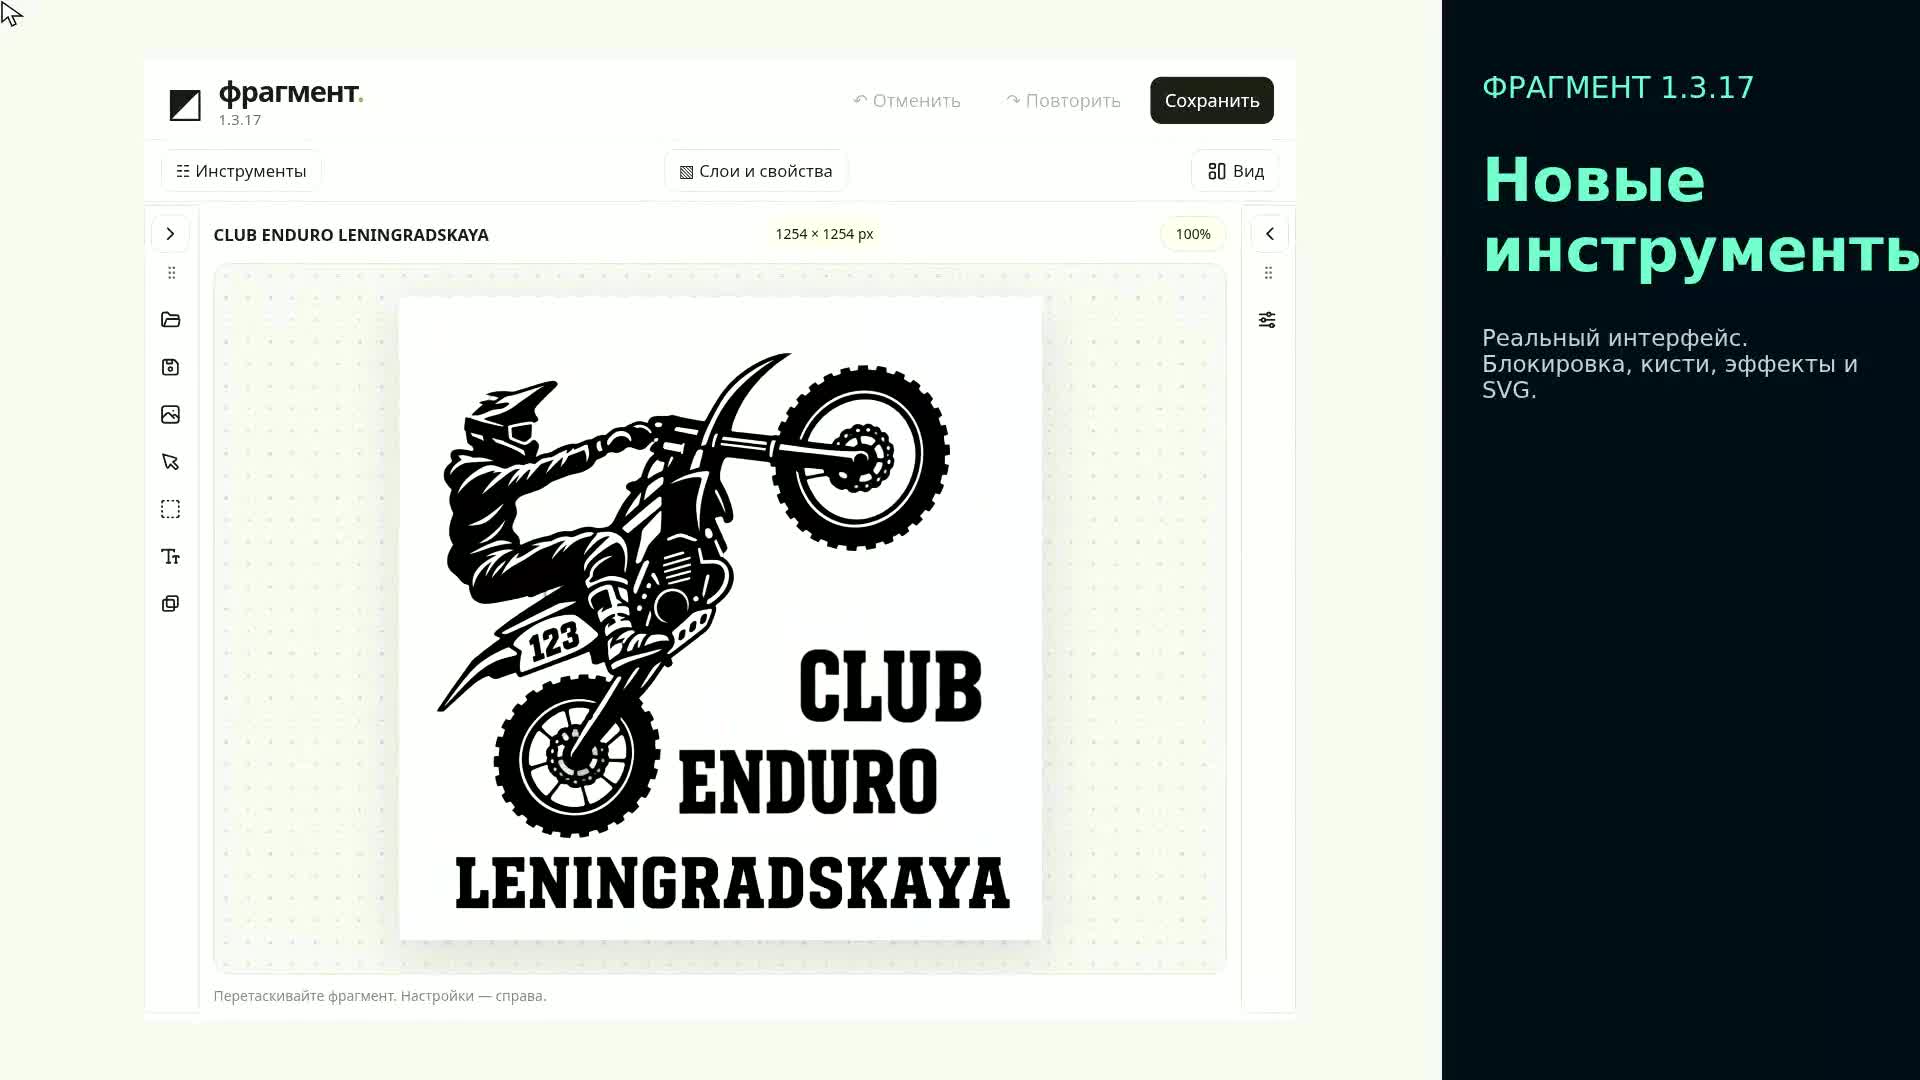 фрагмент.
1.3.17
↶ Отменить
↷ Повторить
Сохранить
Инструменты
Слои и свойства
Вид
CLUB ENDURO LENINGRADSKAYA
1254 × 1254 px
100%
123
CLUB
ENDURO
LENINGRADSKAYA
Перетаскивайте фрагмент. Настройки — справа.
ФРАГМЕНТ 1.3.17
Новые
инструменты
Реальный интерфейс.
Блокировка, кисти, эффекты и
SVG.